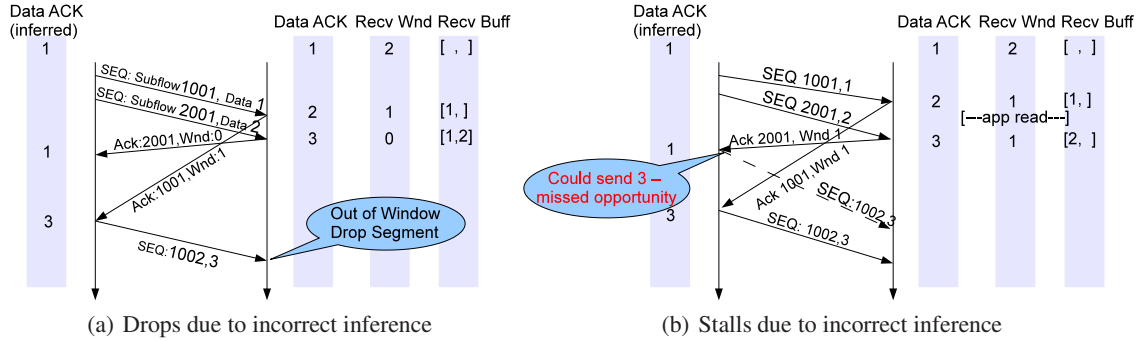 Data ACK
(inferred)
Data ACK Recv Wnd Recv Buff
1
1 2 [ , ]
SEQ: Subflow 1001, Data 1
SEQ: Subflow 2001, Data 2
2 1 [1, ]
3 0 [1,2]
Ack:2001,Wnd:0
1
Ack:1001,Wnd:1
3
Out of Window
Drop Segment
SEQ:1002,3
(a) Drops due to incorrect inference
Data ACK
(inferred)
Data ACK Recv Wnd Recv Buff
1
1 2 [ , ]
SEQ 1001,1
SEQ 2001,2
2 1 [1, ]
[---app read---]
3 1 [2, ]
Ack 2001, Wnd 1
1
Ack 1001,Wnd 1
Could send 3 –
missed opportunity
3
SEQ:1002,3
SEQ: 1002,3
(b) Stalls due to incorrect inference